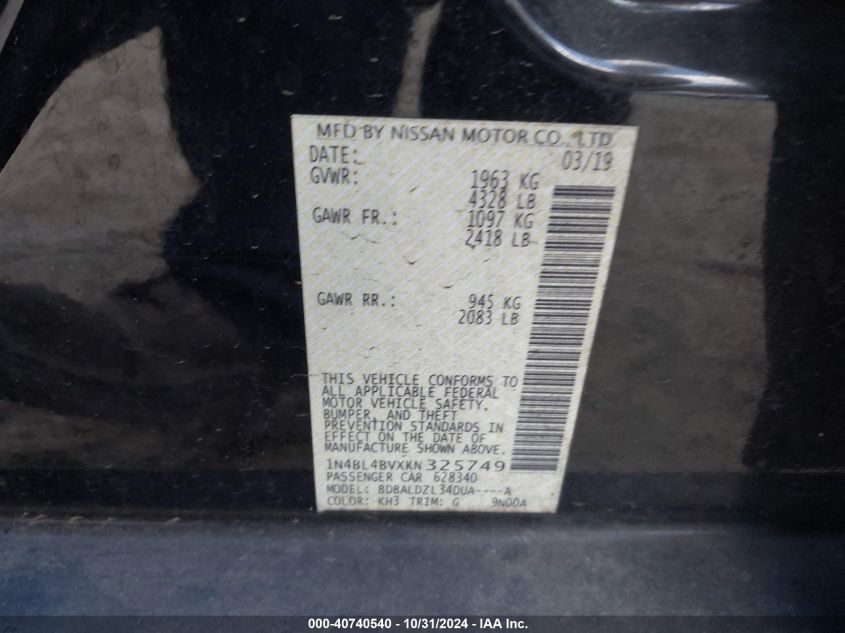 MFD BY NISSAN MOTOR CO., LTD
DATE: 03/19
GVWR: 1963 KG
4328 LB
GAWR FR.: 1097 KG
2418 LB
GAWR RR.: 945 KG
2083 LB
THIS VEHICLE CONFORMS TO
ALL APPLICABLE FEDERAL
MOTOR VEHICLE SAFETY,
BUMPER, AND THEFT
PREVENTION STANDARDS IN
EFFECT ON THE DATE OF
MANUFACTURE SHOWN ABOVE.
1N4BL4BVXKN325749
PASSENGER CAR 628340
MODEL: BDBALDZL34DUA----A
COLOR: KH3 TRIM: G 9N00A
000-40740540 - 10/31/2024 - IAA Inc.